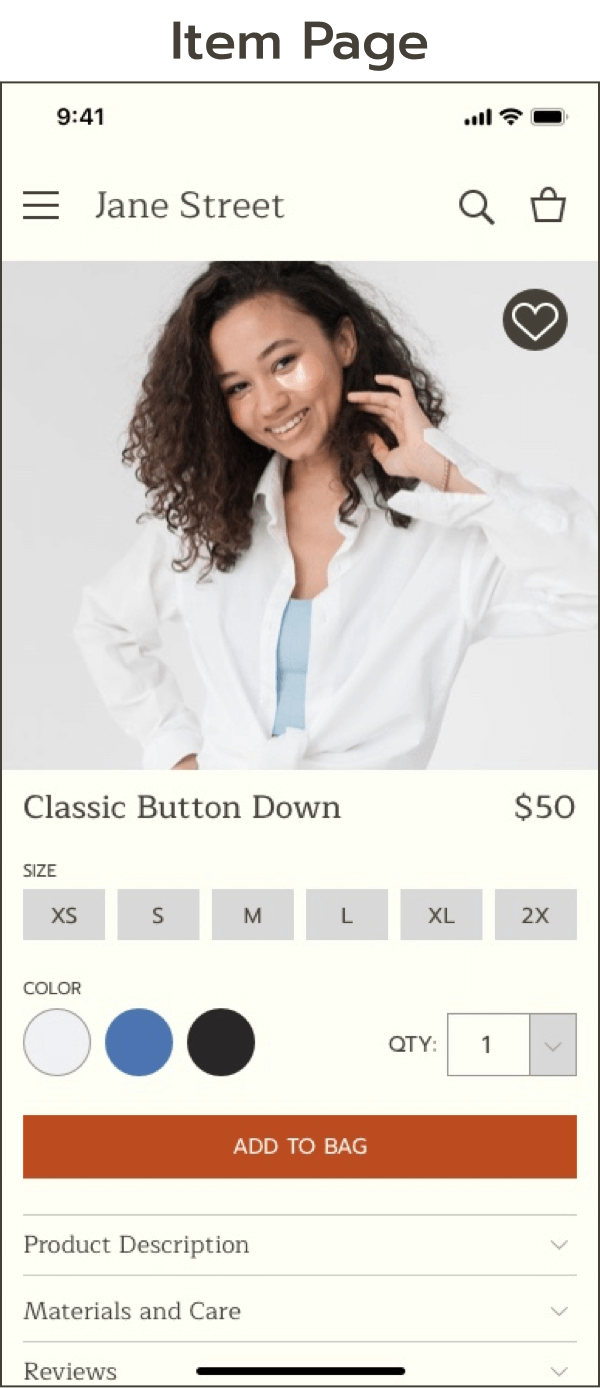 Item Page
9:41
Jane Street
Classic Button Down $50
SIZE
XS S M L XL 2X
COLOR
QTY: 1
ADD TO BAG
Product Description
Materials and Care
Reviews